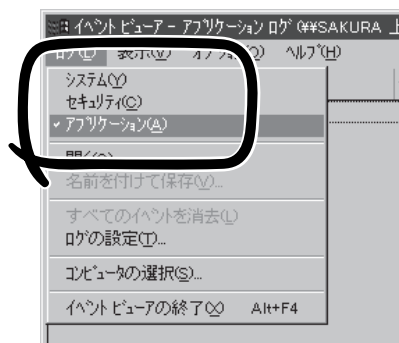 イベント ビューア - アプリケーション ログ (¥¥SAKURA 上
ログ(L) 表示(V) オプション(O) ヘルプ(H)
システム(Y)
セキュリティ(C)
アプリケーション(A)
開く(O)...
名前を付けて保存(V)...
すべてのイベントを消去(L)
ログの設定(T)...
コンピュータの選択(S)...
イベント ビューアの終了(X) Alt+F4